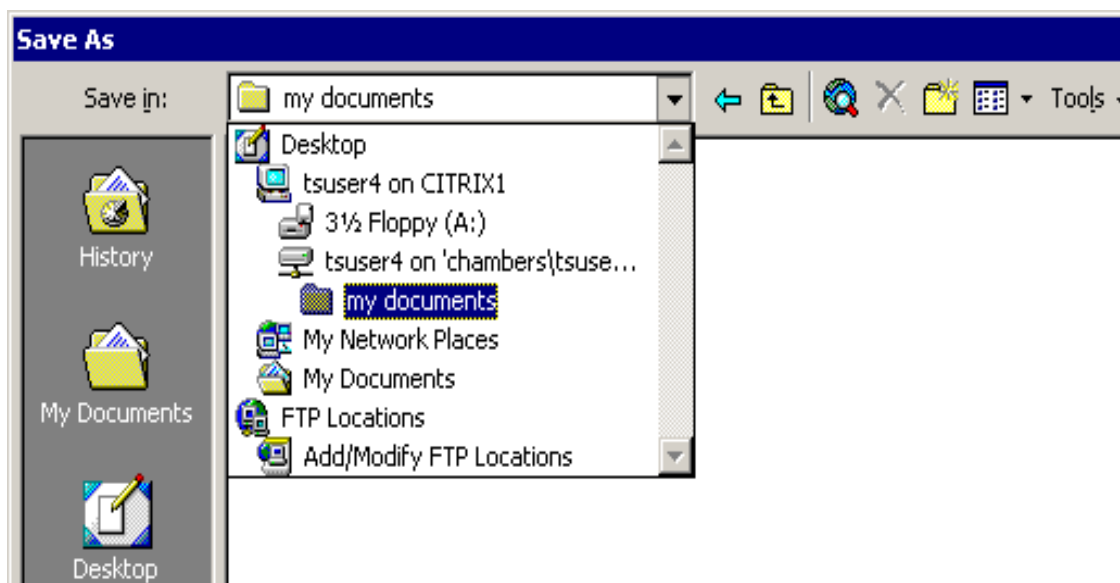 Save As
Save in: my documents Tools
Desktop
tsuser4 on CITRIX1
3½ Floppy (A:)
tsuser4 on 'chambers\tsuse...
my documents
My Network Places
My Documents
FTP Locations
Add/Modify FTP Locations
History
My Documents
Desktop